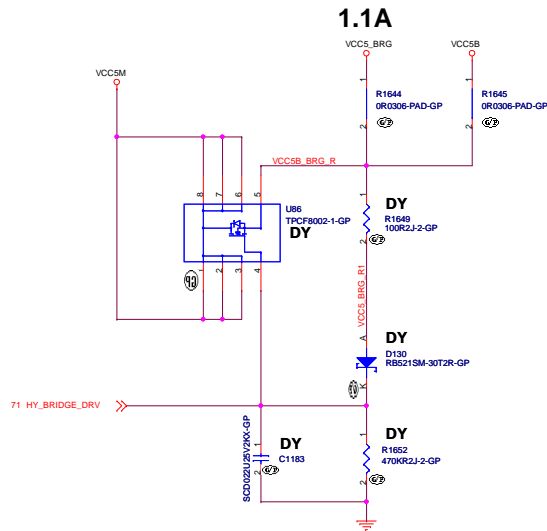 1.1A
VCC5_BRG
VCC5B
VCC5M
1
R1644
0R0306-PAD-GP
2
1
R1645
0R0306-PAD-GP
2
VCC5B_BRG_R
8
7
6
5
U86
TPCF8002-1-GP
DY
1
2
3
4
GP
1
DY
R1649
100R2J-2-GP
2
VCC5_BRG_R1
A
DY
D130
RB521SM-30T2R-GP
K
71 HY_BRIDGE_DRV
SCD022U25V2KX-GP
1
DY
C1183
2
1
DY
R1652
470KR2J-2-GP
2